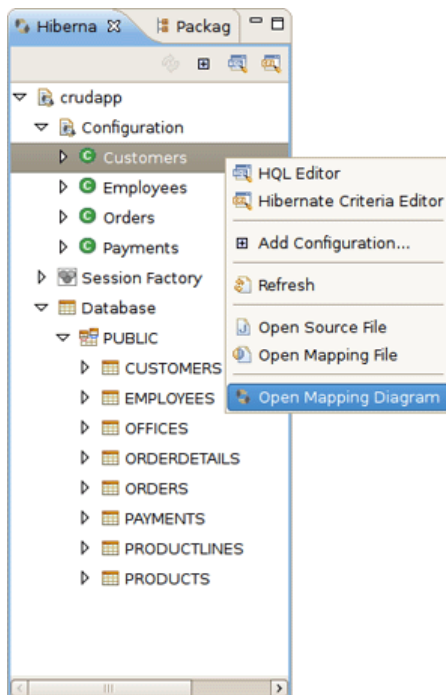 Hiberna
Packag
crudapp
Configuration
Customers
Employees
Orders
Payments
Session Factory
Database
PUBLIC
CUSTOMERS
EMPLOYEES
OFFICES
ORDERDETAILS
ORDERS
PAYMENTS
PRODUCTLINES
PRODUCTS
HQL Editor
Hibernate Criteria Editor
Add Configuration...
Refresh
Open Source File
Open Mapping File
Open Mapping Diagram